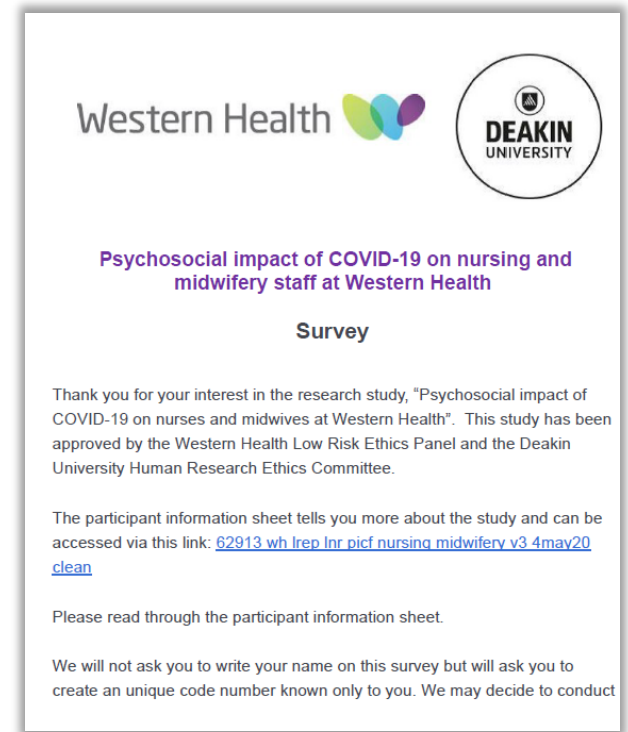 Western Health
DEAKIN
UNIVERSITY
Psychosocial impact of COVID-19 on nursing and
midwifery staff at Western Health
Survey
Thank you for your interest in the research study, “Psychosocial impact of
COVID-19 on nurses and midwives at Western Health”. This study has been
approved by the Western Health Low Risk Ethics Panel and the Deakin
University Human Research Ethics Committee.
The participant information sheet tells you more about the study and can be
accessed via this link: 62913 wh lrep lnr picf nursing midwifery v3 4may20
clean
Please read through the participant information sheet.
We will not ask you to write your name on this survey but will ask you to
create an unique code number known only to you. We may decide to conduct